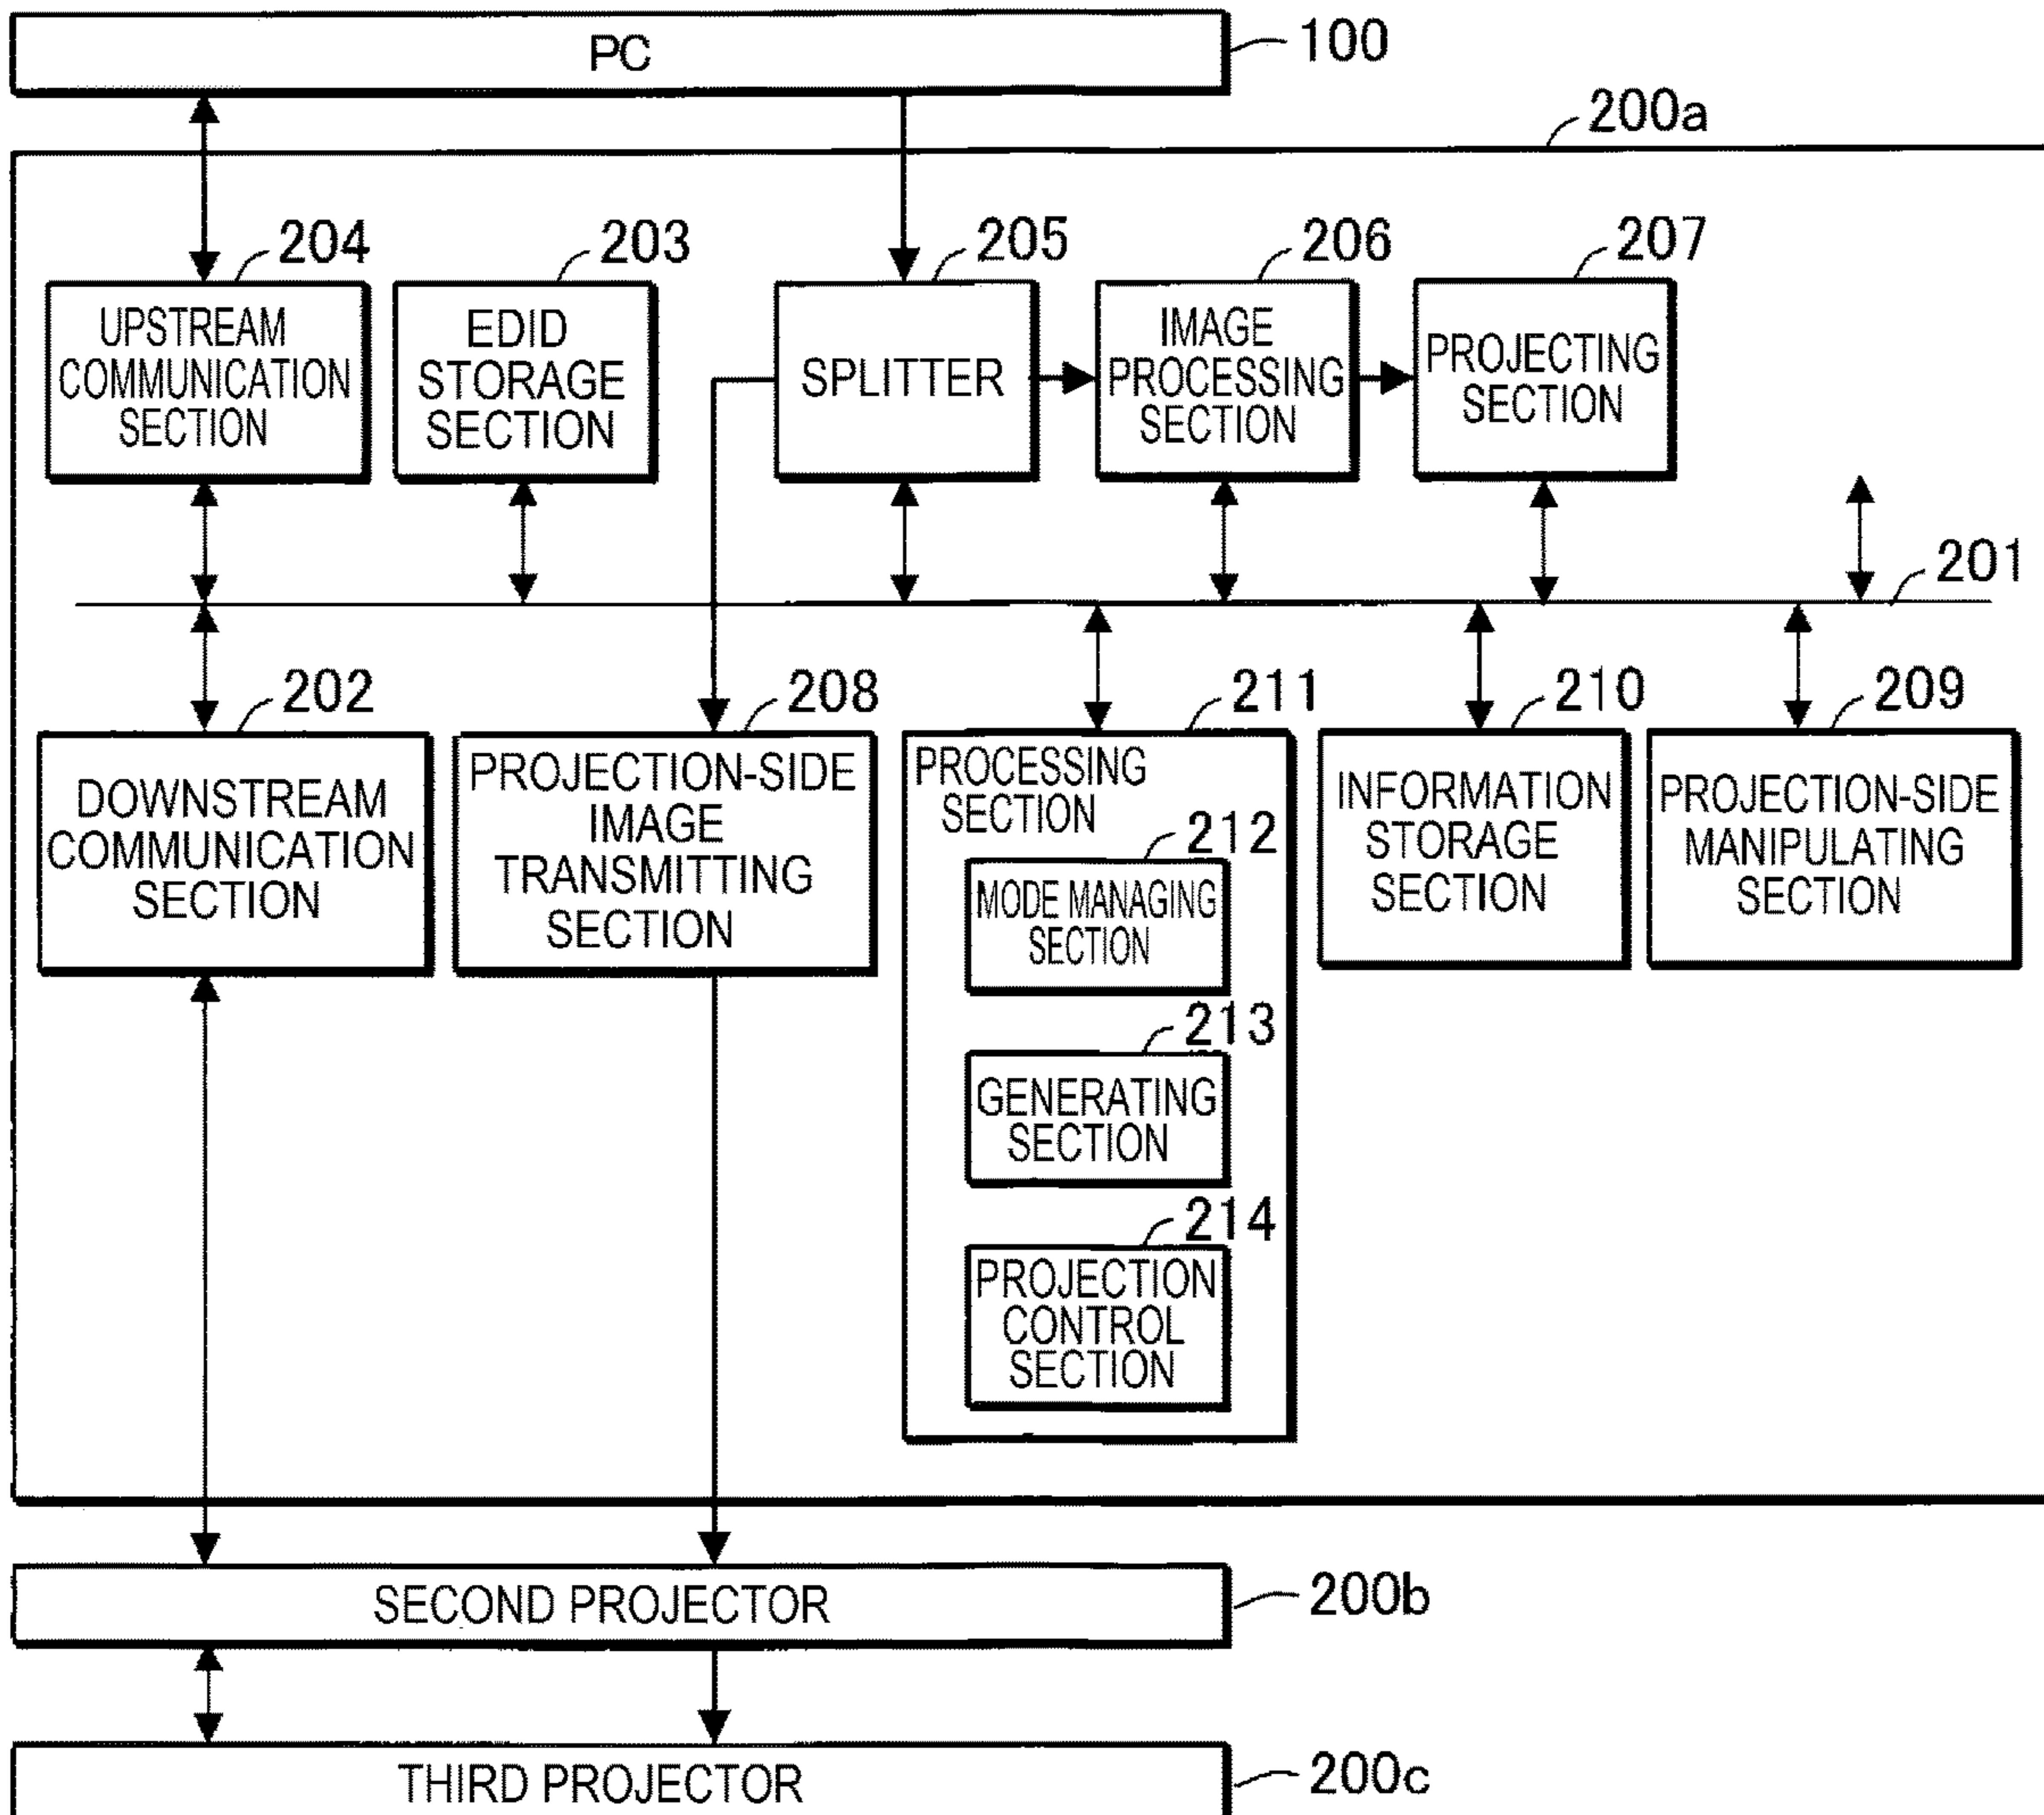 PC
100
200a
204
UPSTREAM
COMMUNICATION
SECTION
203
EDID
STORAGE
SECTION
205
SPLITTER
206
IMAGE
PROCESSING
SECTION
207
PROJECTING
SECTION
201
202
DOWNSTREAM
COMMUNICATION
SECTION
208
PROJECTION-SIDE
IMAGE
TRANSMITTING
SECTION
211
PROCESSING
SECTION
212
MODE MANAGING
SECTION
213
GENERATING
SECTION
214
PROJECTION
CONTROL
SECTION
210
INFORMATION
STORAGE
SECTION
209
PROJECTION-SIDE
MANIPULATING
SECTION
SECOND PROJECTOR
200b
THIRD PROJECTOR
200c